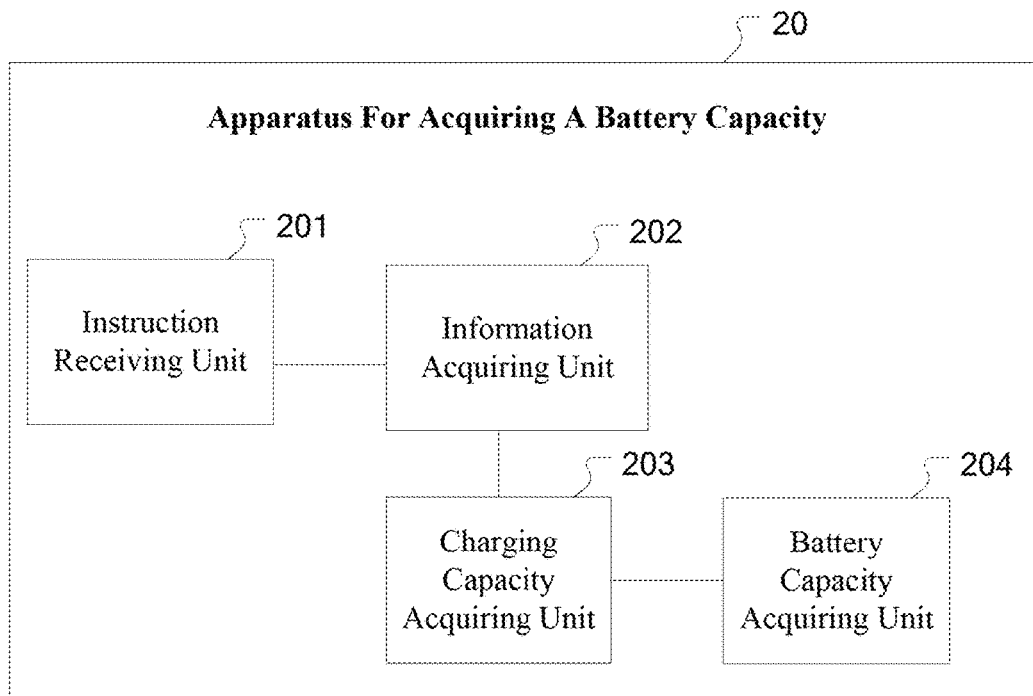 20
Apparatus For Acquiring A Battery Capacity
201
202
Instruction
Receiving Unit
Information
Acquiring Unit
203
204
Charging
Capacity
Acquiring Unit
Battery
Capacity
Acquiring Unit